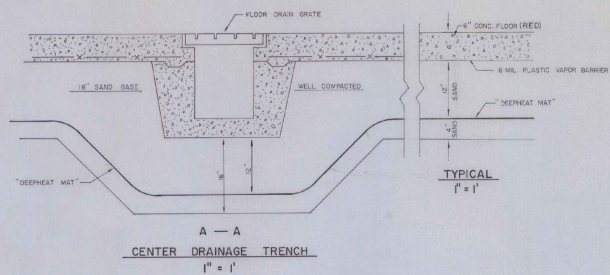 FLOOR DRAIN GRATE
6" CONC. FLOOR (RED)
6"
6 MIL. PLASTIC VAPOR BARRIER
16" SAND BASE
WELL COMPACTED
12"
SAND
"DEEPHEAT MAT"
4"
SAND
"DEEPHEAT MAT"
16"
12"
TYPICAL
1" = 1'
A — A
CENTER DRAINAGE TRENCH
1" = 1'